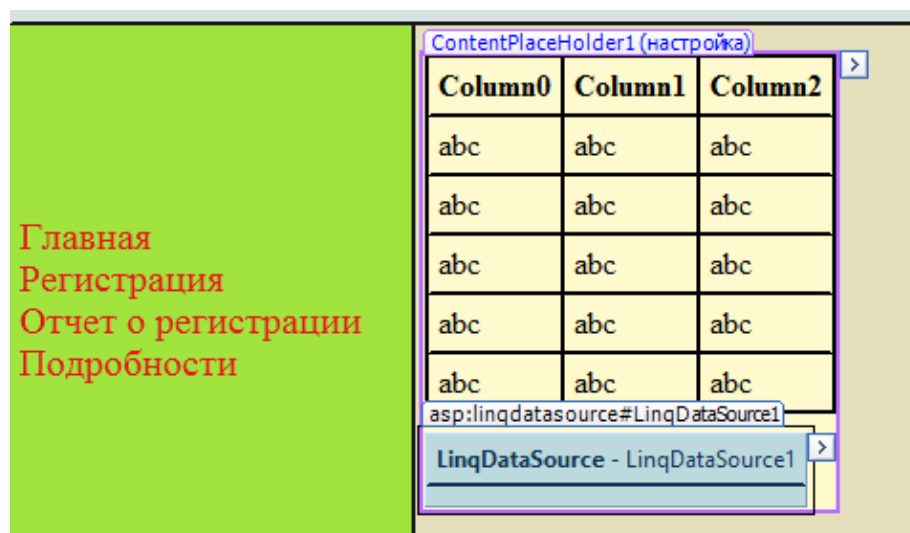 Главная
Регистрация
Отчет о регистрации
Подробности
ContentPlaceHolder1 (настройка)
Column0 Column1 Column2
abc abc abc
abc abc abc
abc abc abc
abc abc abc
abc abc abc
asp:linqdatasource#LinqDataSource1
LinqDataSource - LinqDataSource1